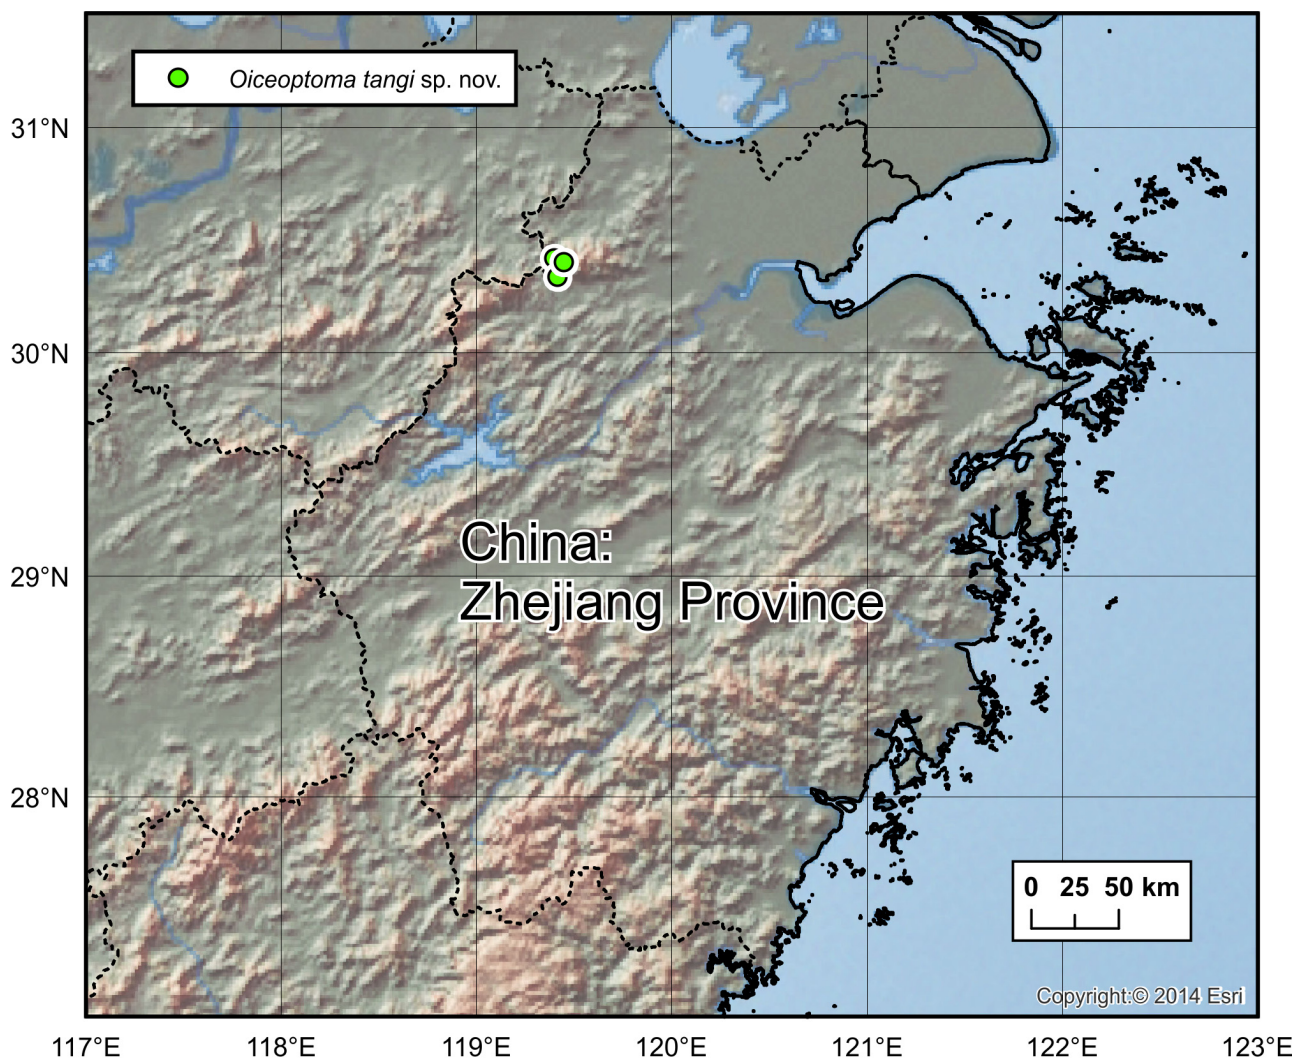 Oiceoptoma tangi sp. nov.
31°N
30°N
29°N
28°N
China:
Zhejiang Province
0 25 50 km
Copyright:© 2014 Esri
117°E 118°E 119°E 120°E 121°E 122°E 123°E